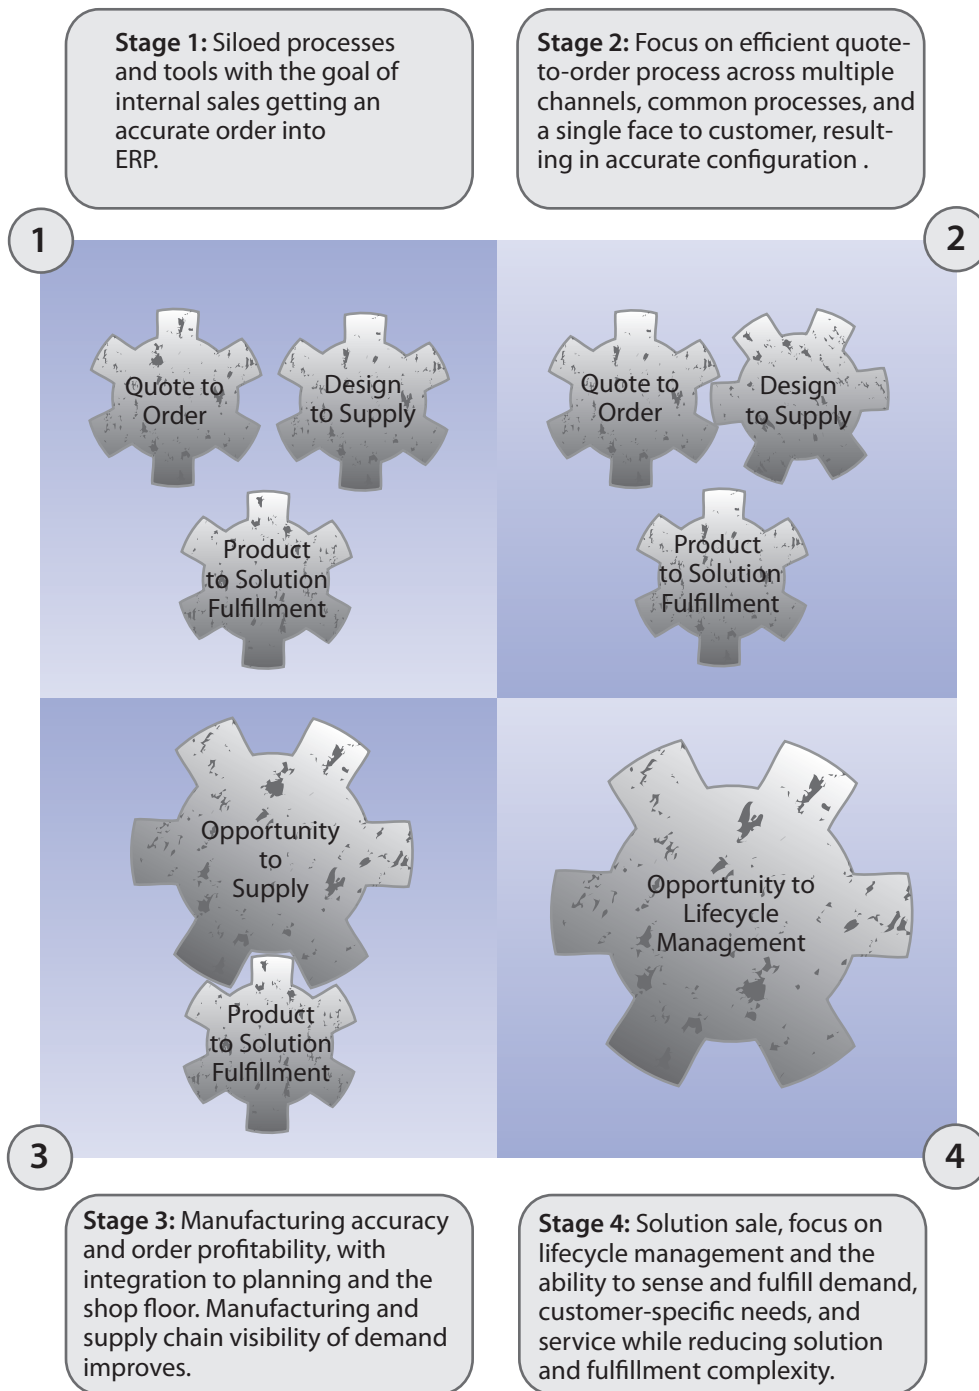 Stage 1: Siloed processes
and tools with the goal of
internal sales getting an
accurate order into
ERP.
Stage 2: Focus on efficient quote-
to-order process across multiple
channels, common processes, and
a single face to customer, result-
ing in accurate configuration .
1
2
Quote to
Order
Design
to Supply
Product
to Solution
Fulfillment
Quote to
Order
Design
to Supply
Product
to Solution
Fulfillment
Opportunity
to
Supply
Product
to Solution
Fulfillment
Opportunity to
Lifecycle
Management
3
4
Stage 3: Manufacturing accuracy
and order profitability, with
integration to planning and the
shop floor. Manufacturing and
supply chain visibility of demand
improves.
Stage 4: Solution sale, focus on
lifecycle management and the
ability to sense and fulfill demand,
customer-specific needs, and
service while reducing solution
and fulfillment complexity.